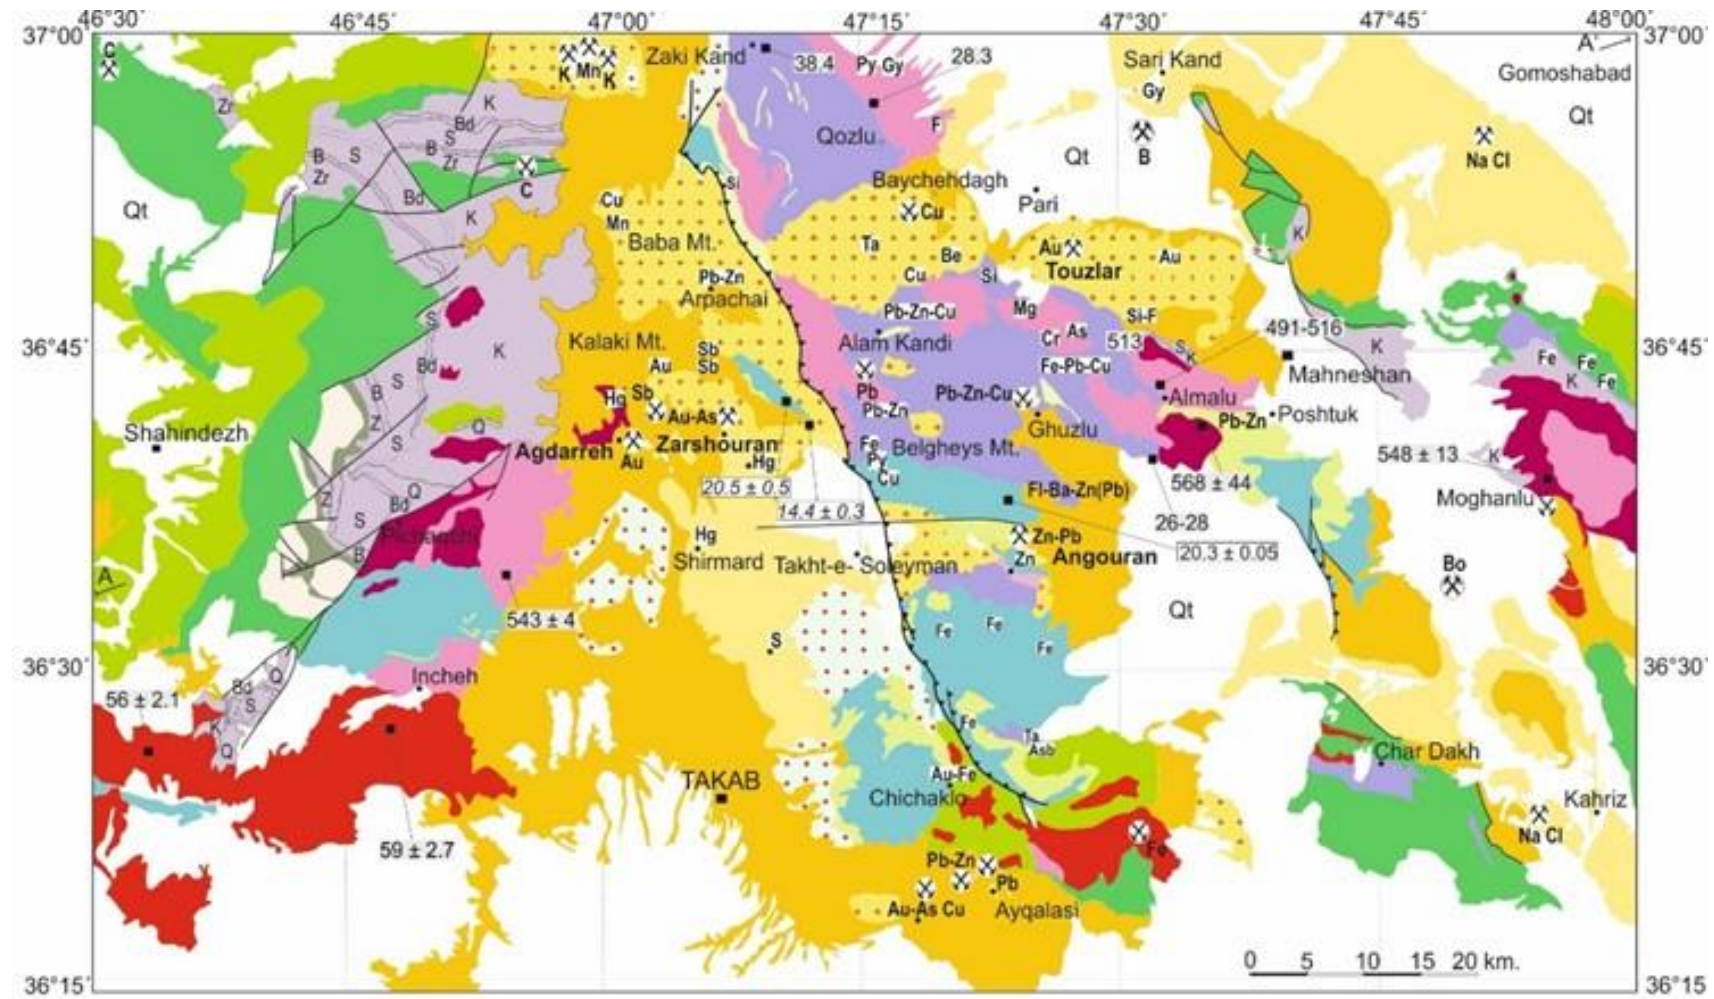 46°30' 46°45' 47°00' 47°15' 47°30' 47°45' 48°00'
37°00' 37°00'
C
K Mn K
Zaki Kand
38.4
Py Gy
28.3
Sari Kand
Gy
A'
Gomoshabad
Qt
Zr
K
Bd
B S
B S
Zr Zr
C
Bd
K
Qozlu
F
Qt
B
Na Cl
Qt
Si
Baychehdagh
Cu
Mn
Cu
Pari
Baba Mt.
Ta
Be
Au
Touzlar
Au
K
Pb-Zn
Arpachai
Cu
Si
S
Pb-Zn-Cu
Mg
Si-F
491-516
36°45' 36°45'
K
Bd
S
Kalaki Mt.
Sb
Sb
Au
Alam Kandi
Cr
As
513
S
K
Fe-Pb-Cu
Mahneshan
K
Fe
Fe
Fe
K
B
Z
S
Q
Hg
Sb
Au-As
Pb
Pb-Zn
Pb-Zn-Cu
Almalu
Poshtuk
Pb-Zn
Shahindezh
Agdarreh
Au
Zarshouran
Hg
Fe
Py
Cu
Belgheys Mt.
Ghuzlu
548 ± 13
K
568 ± 44
Moghanlu
20.5 ± 0.5
14.4 ± 0.3
Fl-Ba-Zn(Pb)
26-28
Z
Q
Bd
S
B
Pichaqchi
Hg
Shirmard
Takht-e- Soleyman
Zn-Pb
Zn
Angouran
20.3 ± 0.05
Bo
A
543 ± 4
Qt
S
Fe
Fe
Fe
36°30' 36°30'
Incheh
56 ± 2.1
Bd
Q
S
K
Q
Fe
Ta
Asb
Char Dakh
TAKAB
Au-Fe
Chichaklo
Kahriz
Na Cl
59 ± 2.7
Fe
Pb-Zn
Pb
Au-As Cu
Ayqalasi
0 5 10 15 20 km.
36°15' 36°15'